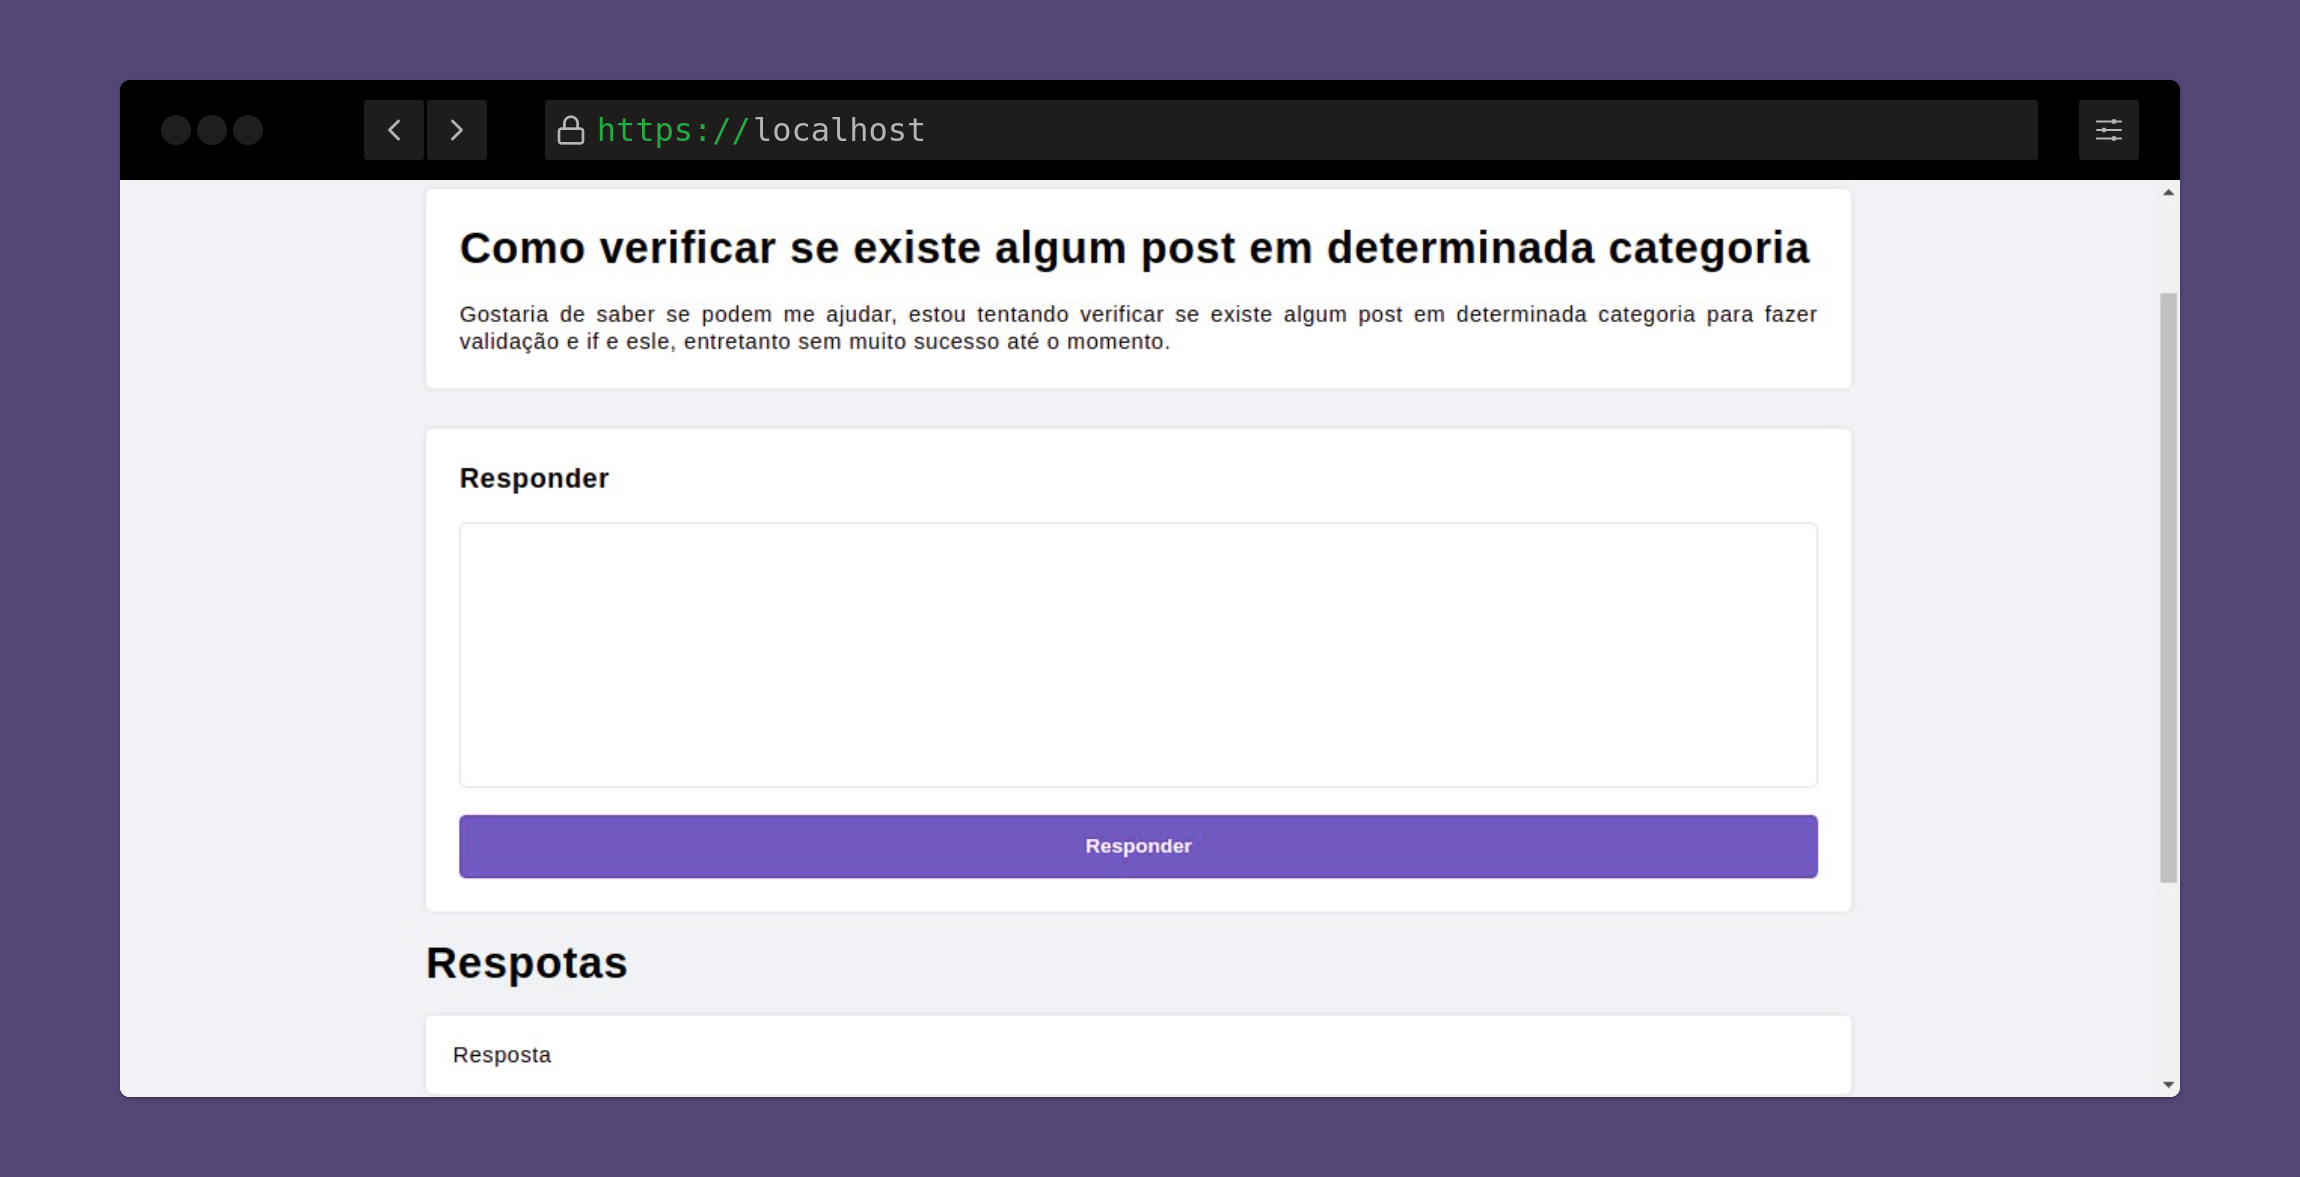 https://localhost
Como verificar se existe algum post em determinada categoria
Gostaria de saber se podem me ajudar, estou tentando verificar se existe algum post em determinada categoria para fazer
validação e if e esle, entretanto sem muito sucesso até o momento.
Responder
Responder
Respotas
Resposta